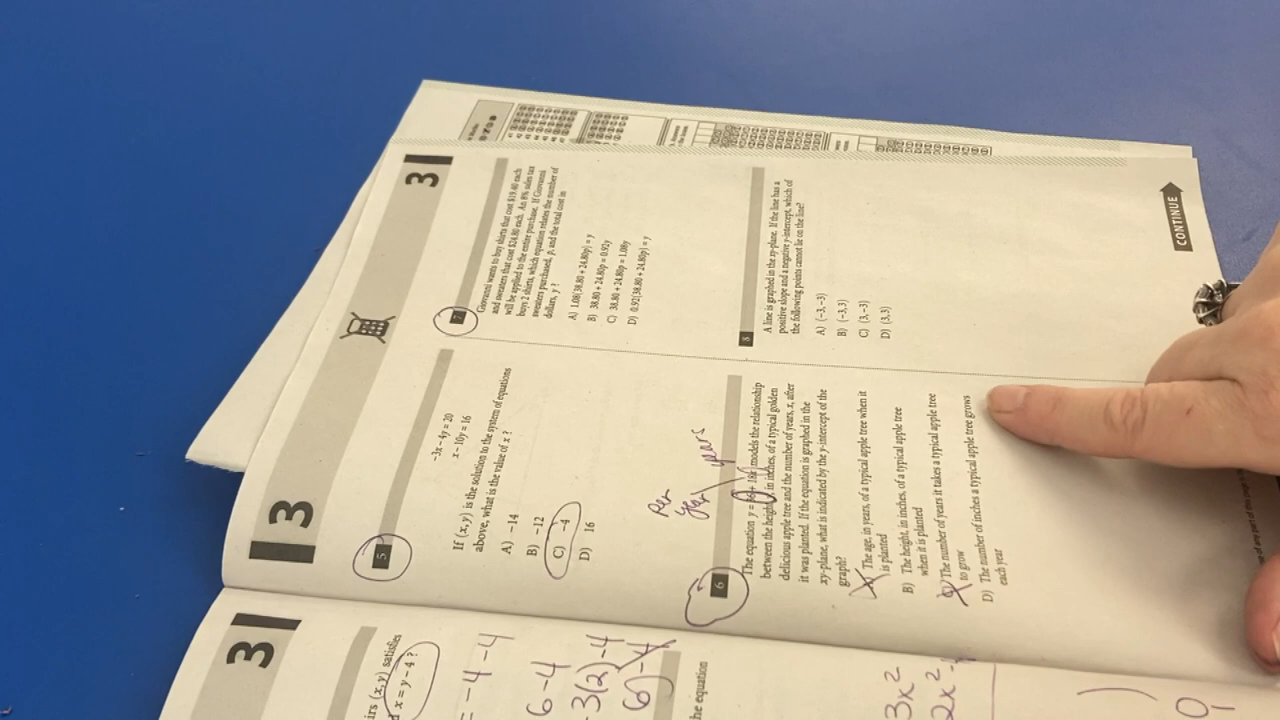 3
irs (x, y) satisfies
x = y – 4 ?
= -4-4
6-4
3(2)-4
6)-4
the equation
3x²
2x²
3
3
5
-3x – 4y = 20
x – 10y = 16
If (x, y) is the solution to the system of equations
above, what is the value of x ?
A) –14
B) –12
C) –4
D) 16
per
years
6
The equation y = models the relationship
between the height, in inches, of a typical golden
delicious apple tree and the number of years, x, after
it was planted. If the equation is graphed in the
xy-plane, what is indicated by the y-intercept of the
graph?
The age, in years, of a typical apple tree when it
is planted
B) The height, in inches, of a typical apple tree
when it is planted
The number of years it takes a typical apple tree
to grow
D) The number of inches a typical apple tree grows
each year
7
Giovanni wants to buy shirts that cost $19.40 each
and sweaters that cost $24.80 each. An 8% sales tax
will be applied to the entire purchase. If Giovanni
buys 2 shirts, which equation relates the number of
sweaters purchased, p, and the total cost in
dollars, y ?
A) 1.08(38.80 + 24.80p) = y
B) 38.80 + 24.80p = 0.92y
C) 38.80 + 24.80p = 1.08y
D) 0.92(38.80 + 24.80p) = y
8
A line is graphed in the xy-plane. If the line has a
positive slope and a negative y-intercept, which of
the following points cannot lie on the line?
A) (–3,–3)
B) (–3,3)
C) (3,–3)
D) (3,3)
CONTINUE